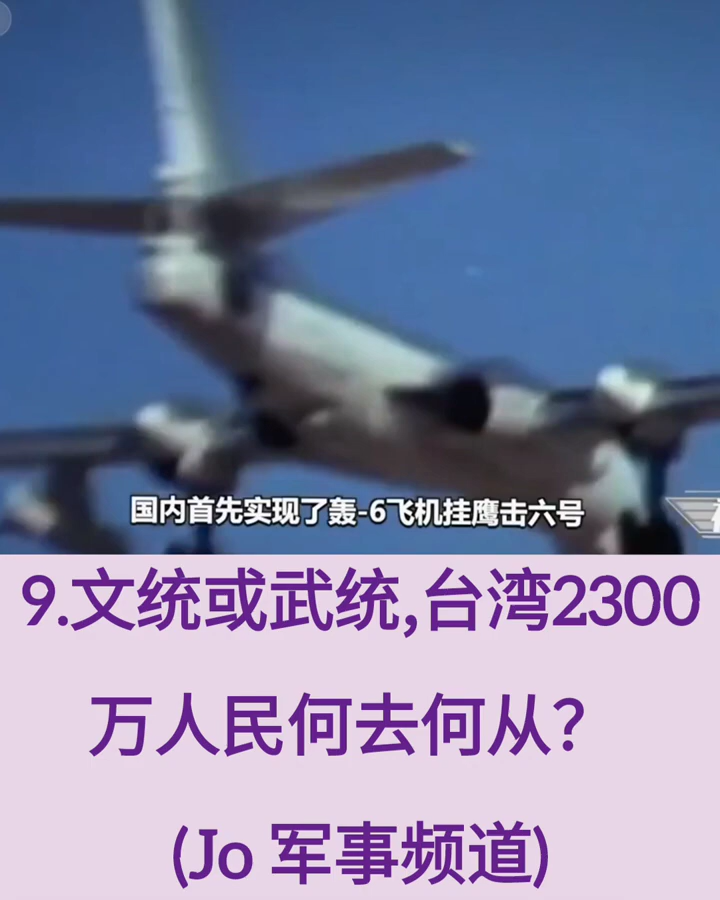 国内首先实现了轰-6飞机挂鹰击六号
9.文统或武统,台湾2300
万人民何去何从?
(Jo 军事频道)